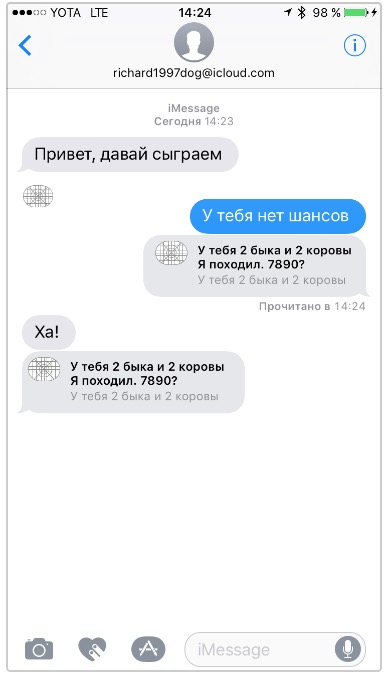 YOTA LTE 14:24 98 %
richard1997dog@icloud.com
iMessage
Сегодня 14:23
Привет, давай сыграем
У тебя нет шансов
У тебя 2 быка и 2 коровы
Я походил. 7890?
У тебя 2 быка и 2 коровы
Прочитано в 14:24
Ха!
У тебя 2 быка и 2 коровы
Я походил. 7890?
У тебя 2 быка и 2 коровы
iMessage